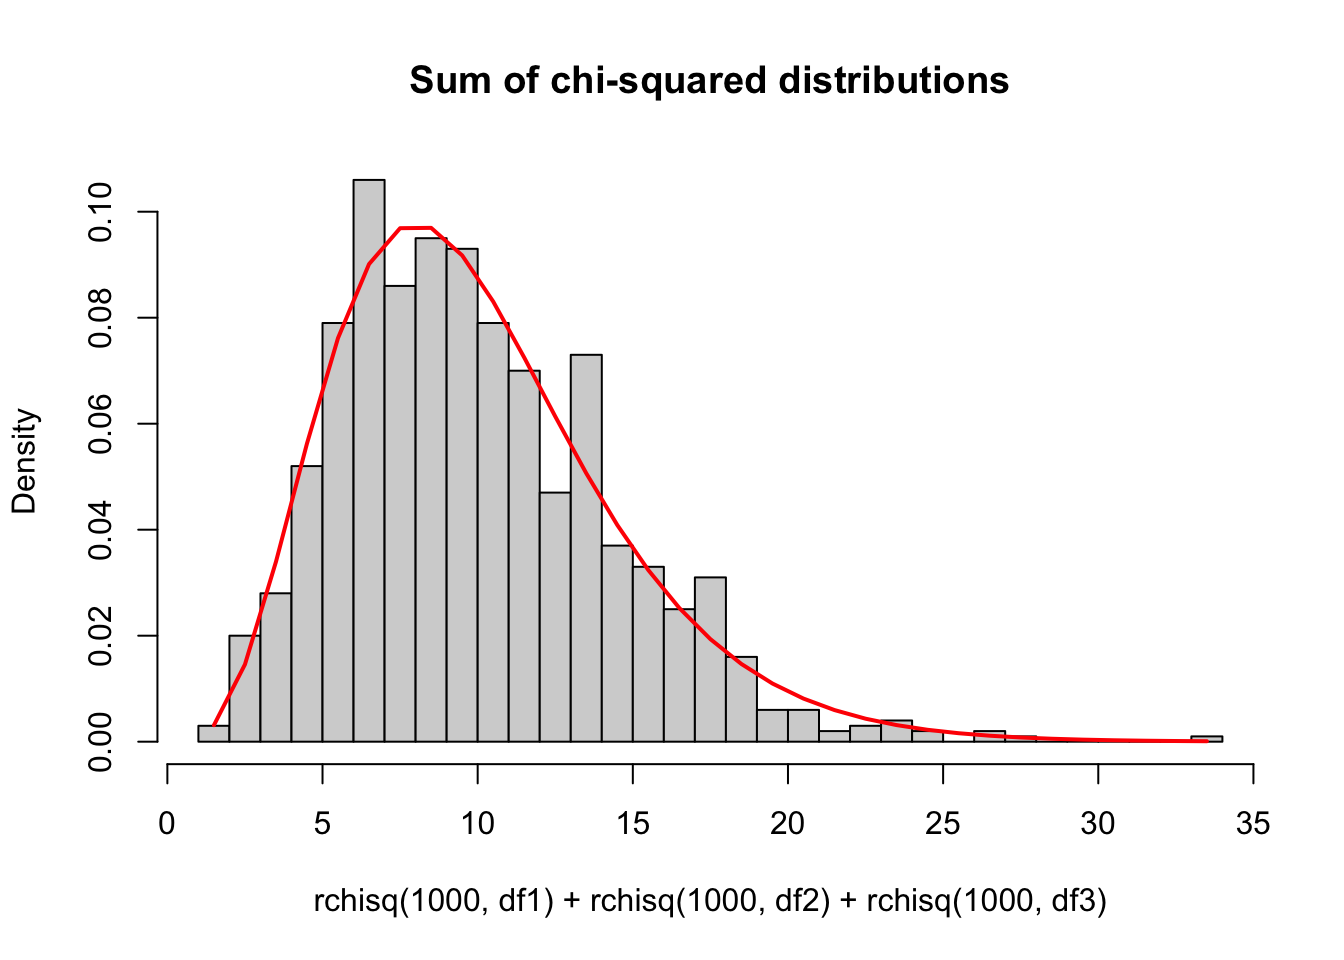 Sum of chi-squared distributions
Density
0.10
0.08
0.06
0.04
0.02
0.00
0 5 10 15 20 25 30 35
rchisq(1000, df1) + rchisq(1000, df2) + rchisq(1000, df3)